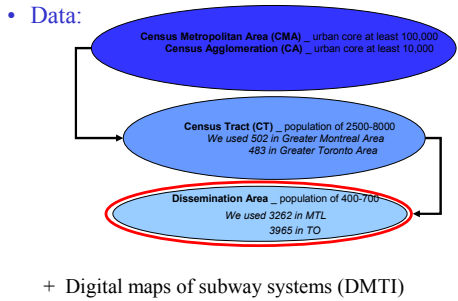 • Data:
Census Metropolitan Area (CMA) _ urban core at least 100,000
Census Agglomeration (CA) _ urban core at least 10,000
Census Tract (CT) _ population of 2500-8000
We used 502 in Greater Montreal Area
483 in Greater Toronto Area
Dissemination Area _ population of 400-700
We used 3262 in MTL
3965 in TO
+ Digital maps of subway systems (DMTI)